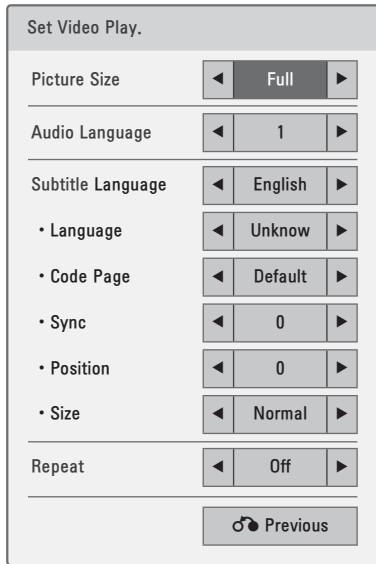 Set Video Play.
Picture Size ◀ Full ▶
Audio Language ◀ 1 ▶
Subtitle Language ◀ English ▶
• Language ◀ Unknow ▶
• Code Page ◀ Default ▶
• Sync ◀ 0 ▶
• Position ◀ 0 ▶
• Size ◀ Normal ▶
Repeat ◀ Off ▶
Previous